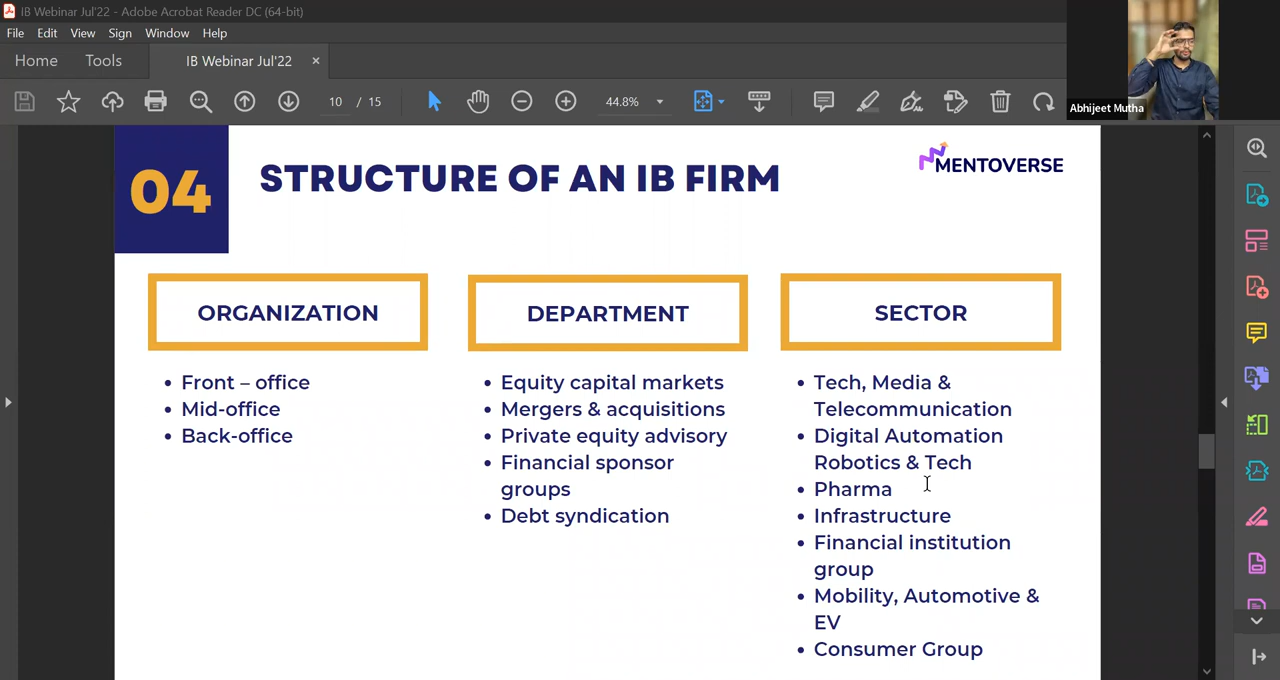 IB Webinar Jul'22 - Adobe Acrobat Reader DC (64-bit)
File Edit View Sign Window Help
Home Tools IB Webinar Jul'22 ×
10 / 15 44.8%
Abhijeet Mutha
04 STRUCTURE OF AN IB FIRM
MENTOVERSE
ORGANIZATION
• Front – office
• Mid-office
• Back-office
DEPARTMENT
• Equity capital markets
• Mergers & acquisitions
• Private equity advisory
• Financial sponsor
groups
• Debt syndication
SECTOR
• Tech, Media &
Telecommunication
• Digital Automation
Robotics & Tech
• Pharma
• Infrastructure
• Financial institution
group
• Mobility, Automotive &
EV
• Consumer Group